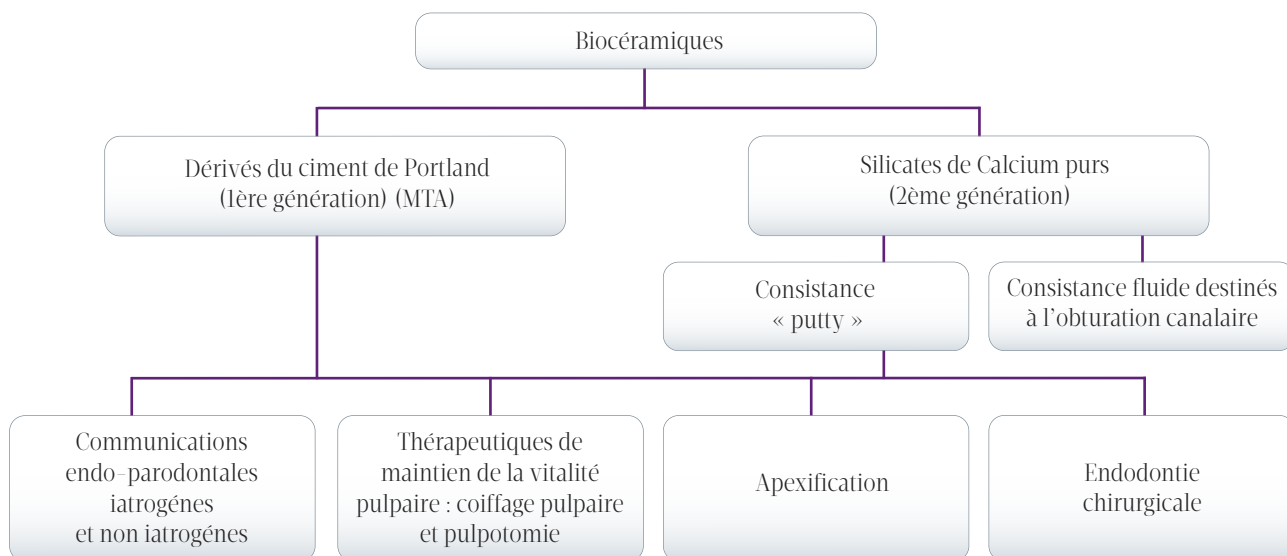 Biocéramiques
Dérivés du ciment de Portland
(1ère génération) (MTA)
Silicates de Calcium purs
(2ème génération)
Consistance
« putty »
Consistance fluide destinés
à l’obturation canalaire
Communications
endo-parodontales
iatrogénes
et non iatrogénes
Thérapeutiques de
maintien de la vitalité
pulpaire : coiffage pulpaire
et pulpotomie
Apexification
Endodontie
chirurgicale